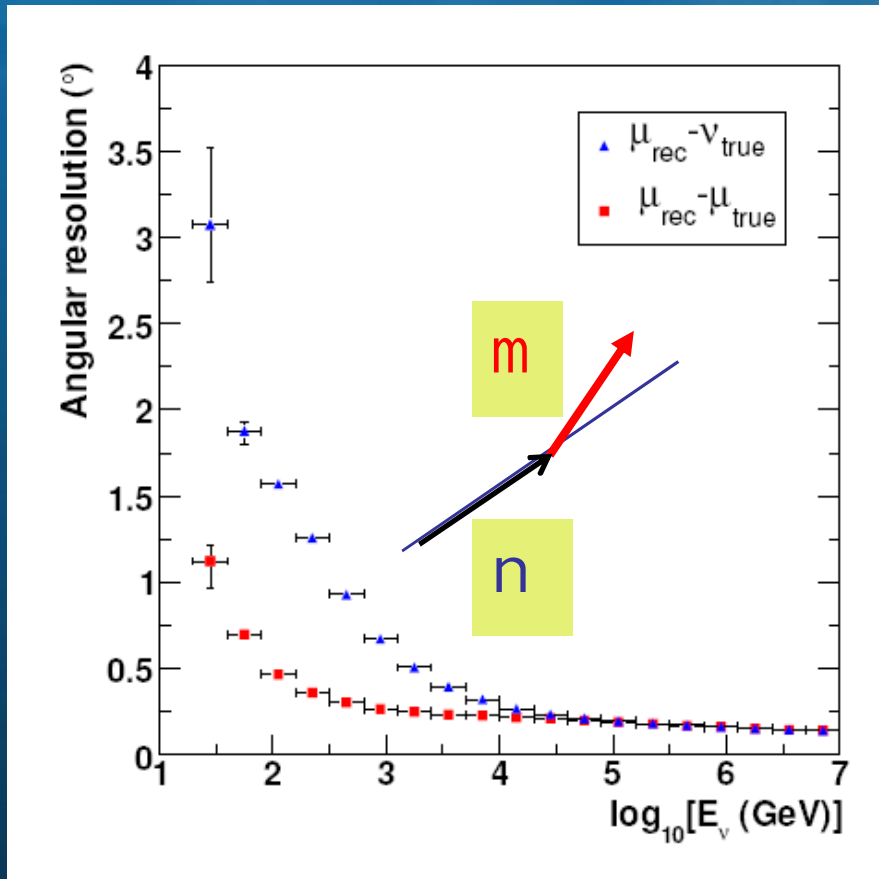 Angular resolution (°)
4
3.5
3
2.5
2
1.5
1
0.5
0
μrec-νtrue
μrec-μtrue
m
n
1 2 3 4 5 6 7
log10[Eν (GeV)]